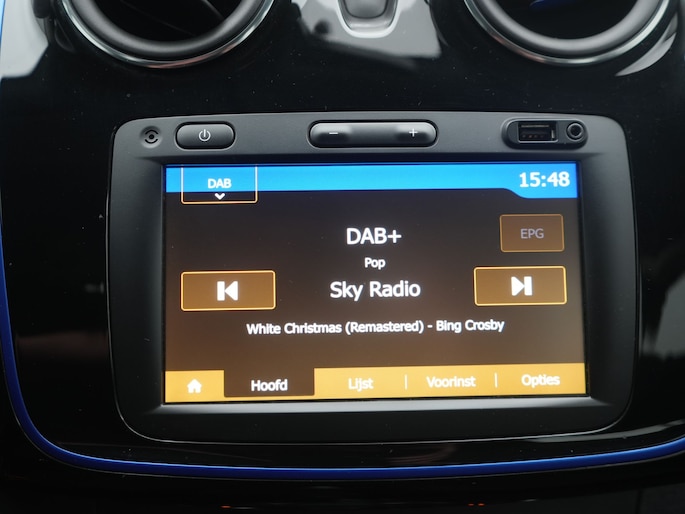 − +
DAB
15:48
DAB+
EPG
Pop
Sky Radio
White Christmas (Remastered) - Bing Crosby
Hoofd Lijst Voorinst Opties